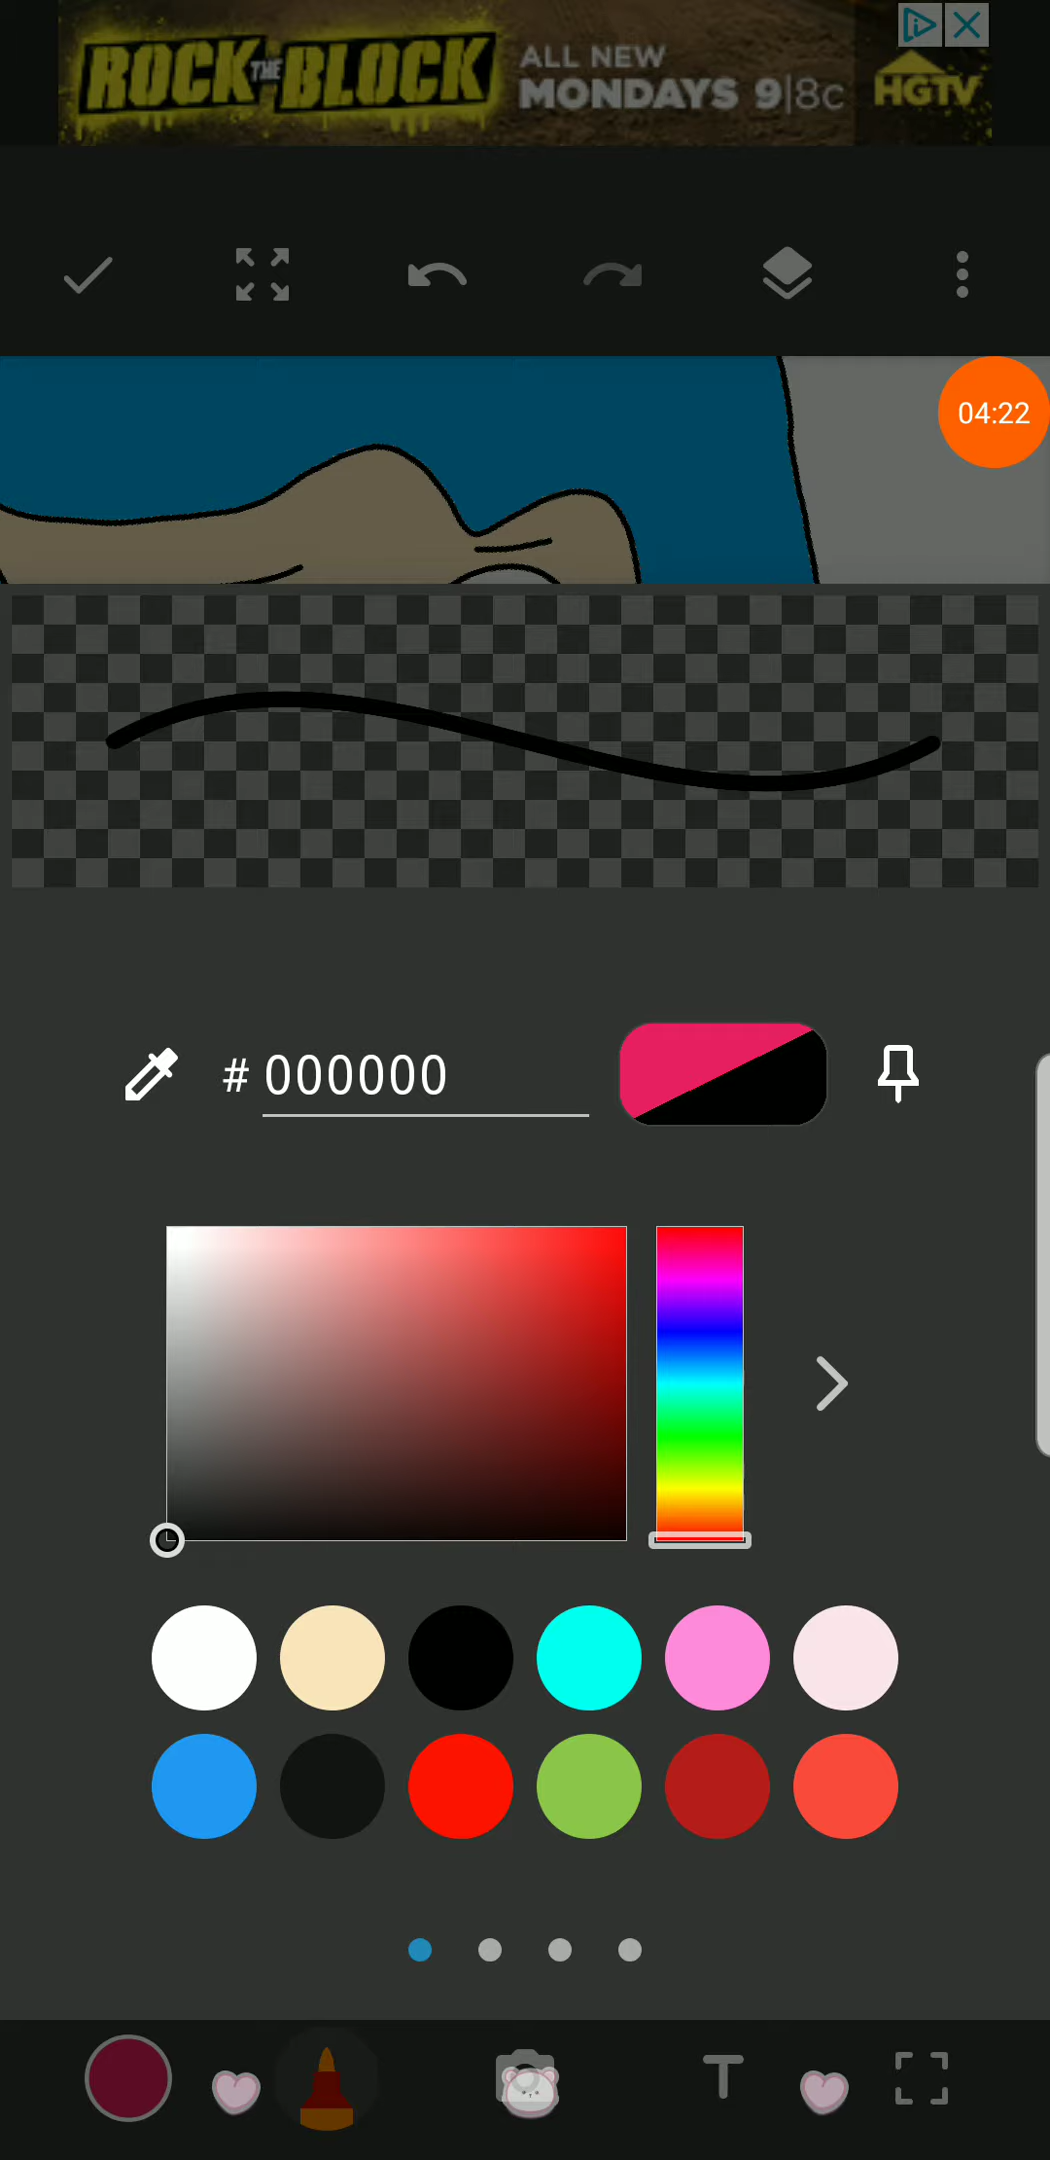 ROCK THE BLOCK
ALL NEW
MONDAYS 9|8c
HGTV
04:22
# 000000
T